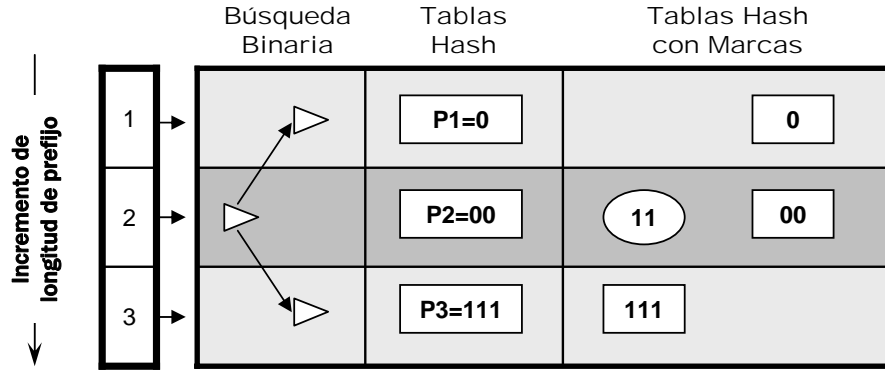 Búsqueda
Binaria
Tablas
Hash
Tablas Hash
con Marcas
Incremento de
longitud de prefijo
1
P1=0
0
2
P2=00
11
00
3
P3=111
111